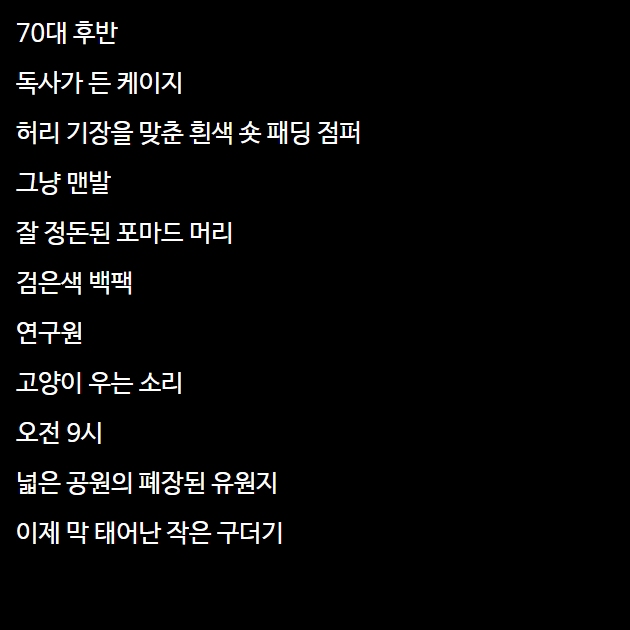 70대 후반
독사가 든 케이지
허리 기장을 맞춘 흰색 숏 패딩 점퍼
그냥 맨발
잘 정돈된 포마드 머리
검은색 백팩
연구원
고양이 우는 소리
오전 9시
넓은 공원의 폐장된 유원지
이제 막 태어난 작은 구더기